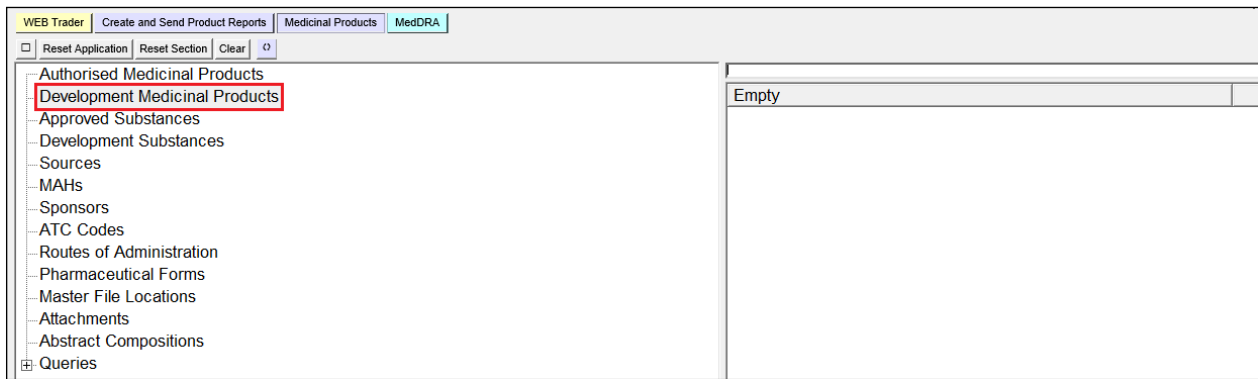 WEB Trader Create and Send Product Reports Medicinal Products MedDRA
Reset Application Reset Section Clear
Authorised Medicinal Products
Development Medicinal Products
Approved Substances
Development Substances
Sources
MAHs
Sponsors
ATC Codes
Routes of Administration
Pharmaceutical Forms
Master File Locations
Attachments
Abstract Compositions
Queries
Empty